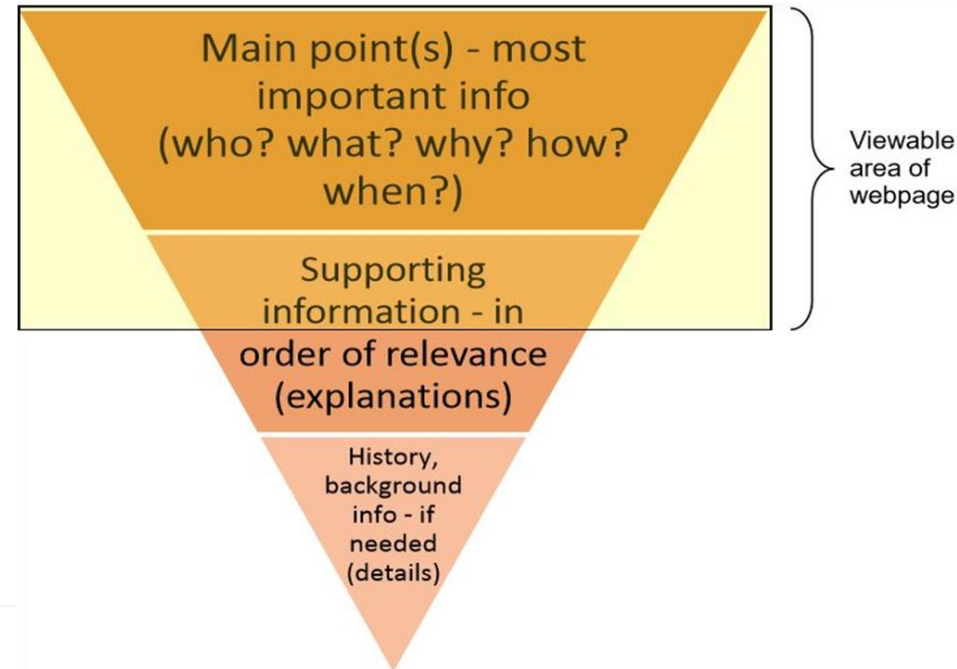 Main point(s) - most
important info
(who? what? why? how?
when?)
Viewable
area of
webpage
Supporting
information - in
order of relevance
(explanations)
History,
background
info - if
needed
(details)